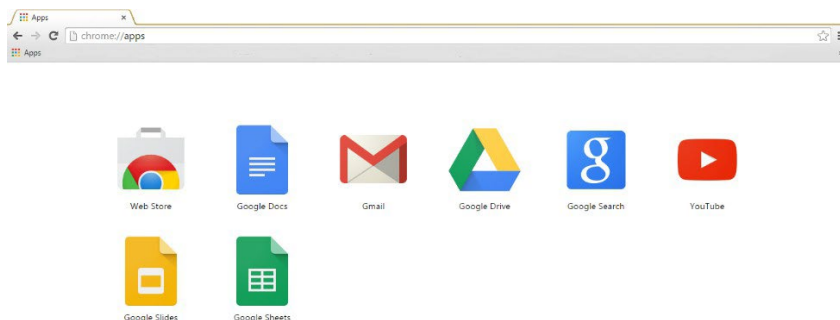 Apps
chrome://apps
Apps
Web Store
Google Docs
Gmail
Google Drive
g
Google Search
YouTube
Google Slides
Google Sheets